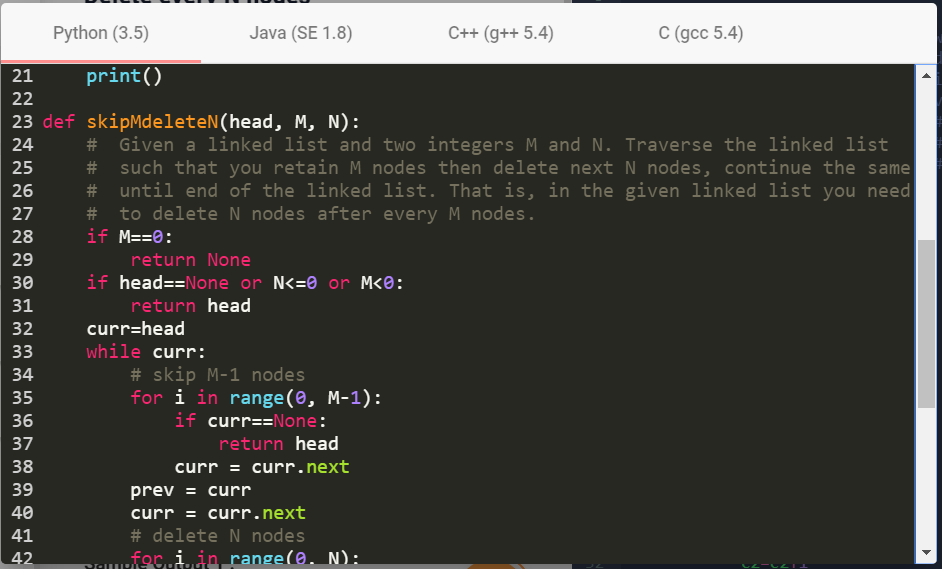 Delete every N nodes
Python (3.5) Java (SE 1.8) C++ (g++ 5.4) C (gcc 5.4)
21 print()
22
23 def skipMdeleteN(head, M, N):
24 #  Given a linked list and two integers M and N. Traverse the linked list
25 #  such that you retain M nodes then delete next N nodes, continue the same
26 #  until end of the linked list. That is, in the given linked list you need
27 #  to delete N nodes after every M nodes.
28 if M==0:
29 return None
30 if head==None or N<=0 or M<0:
31 return head
32 curr=head
33 while curr:
34 # skip M-1 nodes
35 for i in range(0, M-1):
36 if curr==None:
37 return head
38 curr = curr.next
39 prev = curr
40 curr = curr.next
41 # delete N nodes
42 for i in range(0, N):